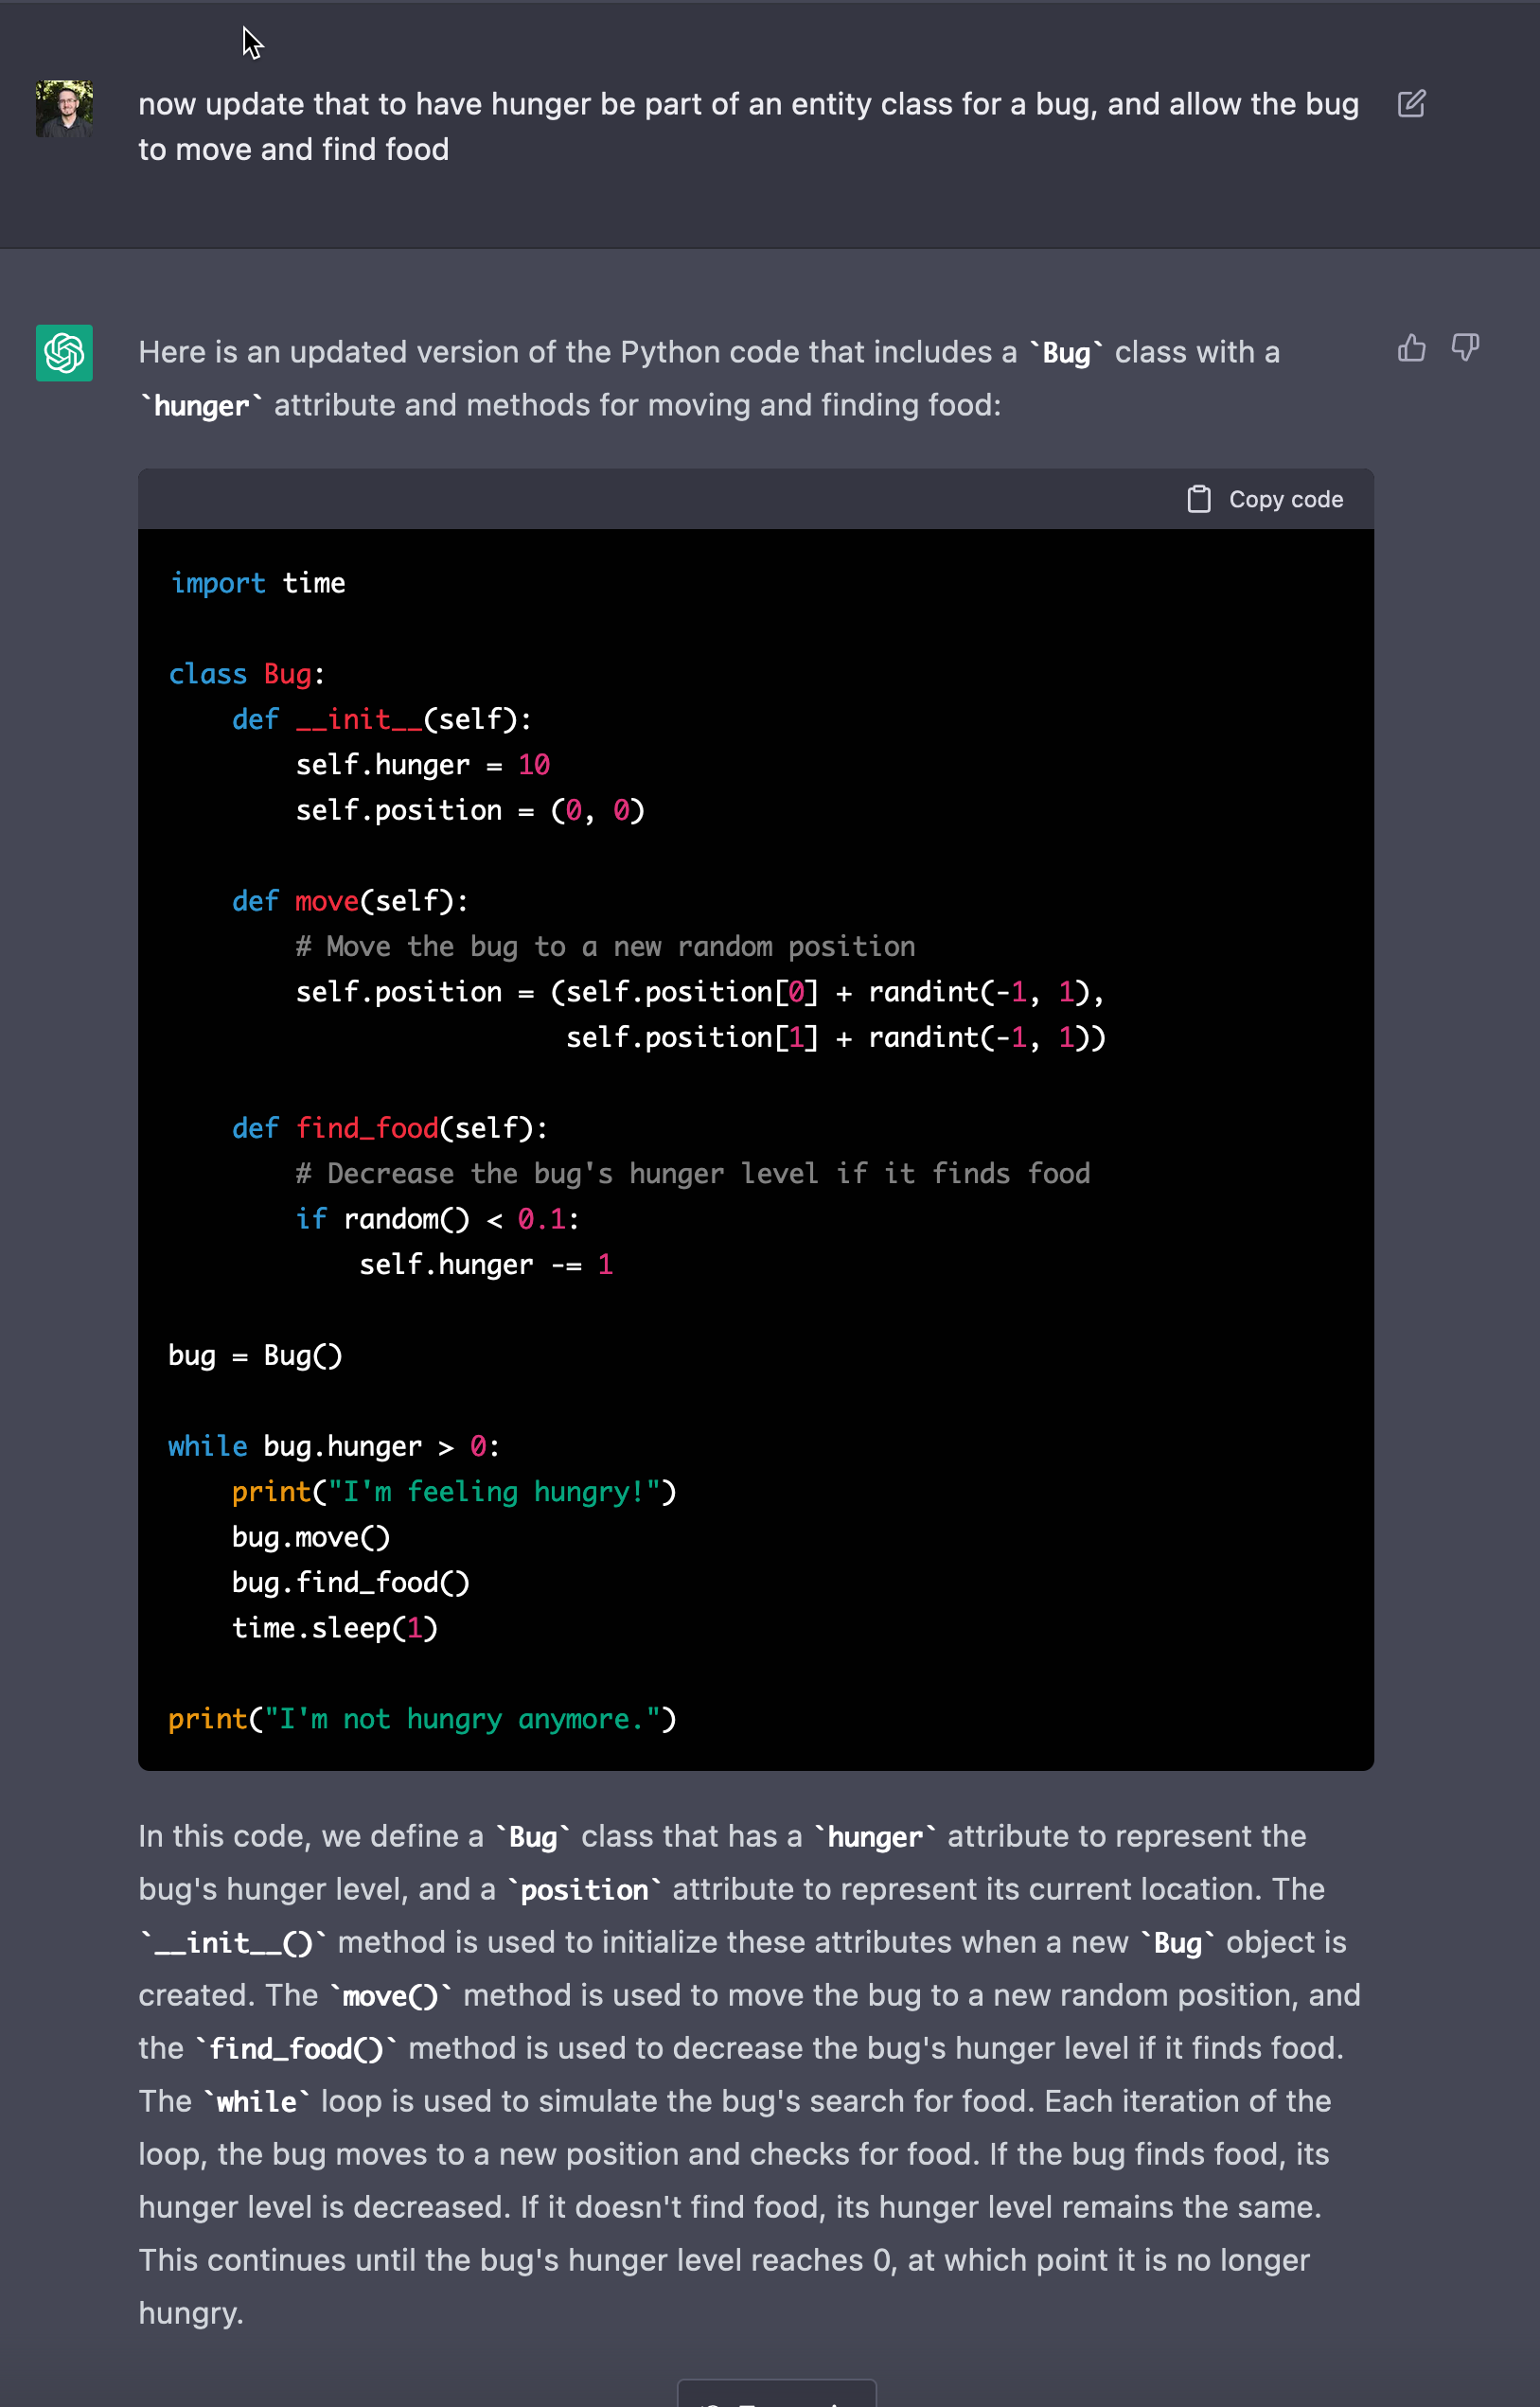 now update that to have hunger be part of an entity class for a bug, and allow the bug
to move and find food
Here is an updated version of the Python code that includes a `Bug` class with a
`hunger` attribute and methods for moving and finding food:
Copy code
import time
class Bug:
    def __init__(self):
        self.hunger = 10
        self.position = (0, 0)
    def move(self):
        # Move the bug to a new random position
        self.position = (self.position[0] + randint(-1, 1),
                         self.position[1] + randint(-1, 1))
    def find_food(self):
        # Decrease the bug's hunger level if it finds food
        if random() < 0.1:
            self.hunger -= 1
bug = Bug()
while bug.hunger > 0:
    print("I'm feeling hungry!")
    bug.move()
    bug.find_food()
    time.sleep(1)
print("I'm not hungry anymore.")
In this code, we define a `Bug` class that has a `hunger` attribute to represent the
bug's hunger level, and a `position` attribute to represent its current location. The
`__init__()` method is used to initialize these attributes when a new `Bug` object is
created. The `move()` method is used to move the bug to a new random position, and
the `find_food()` method is used to decrease the bug's hunger level if it finds food.
The `while` loop is used to simulate the bug's search for food. Each iteration of the
loop, the bug moves to a new position and checks for food. If the bug finds food, its
hunger level is decreased. If it doesn't find food, its hunger level remains the same.
This continues until the bug's hunger level reaches 0, at which point it is no longer
hungry.